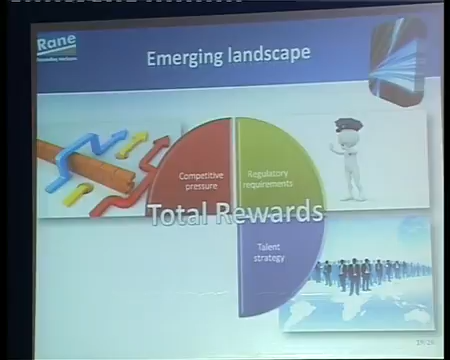 Rane
Emerging landscape
Competitive
pressure
Regulatory
requirements
Total Rewards
Talent
strategy